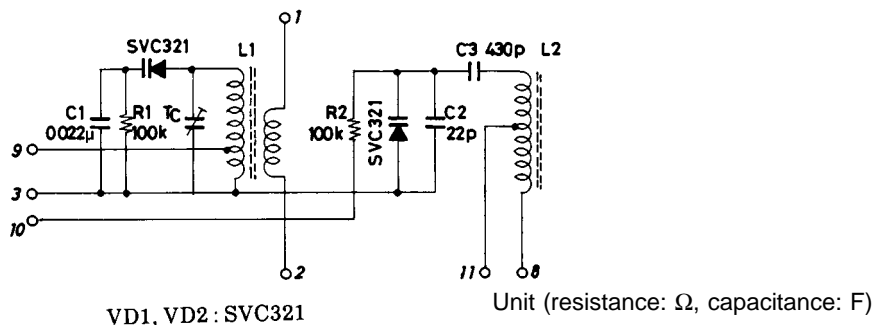 1
SVC321
L1
C3 430p
L2
C1
0022μ
R1
100k
TC
R2
100k
SVC321
C2
22p
9
3
10
2
11
8
VD1, VD2 : SVC321
Unit (resistance: Ω, capacitance: F)